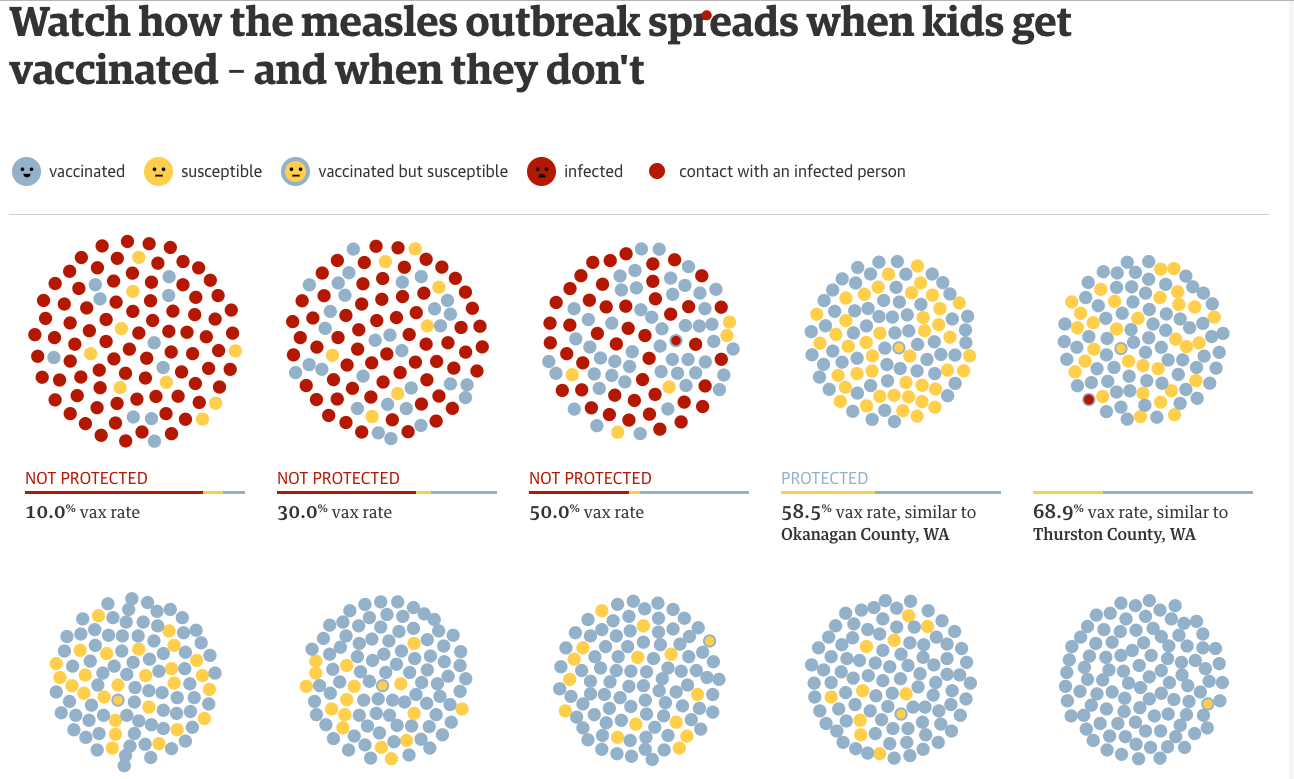 Watch how the measles outbreak spreads when kids get
vaccinated – and when they don't
vaccinated susceptible vaccinated but susceptible infected contact with an infected person
NOT PROTECTED NOT PROTECTED NOT PROTECTED PROTECTED
10.0% vax rate 30.0% vax rate 50.0% vax rate 58.5% vax rate, similar to 68.9% vax rate, similar to
Okanagan County, WA Thurston County, WA